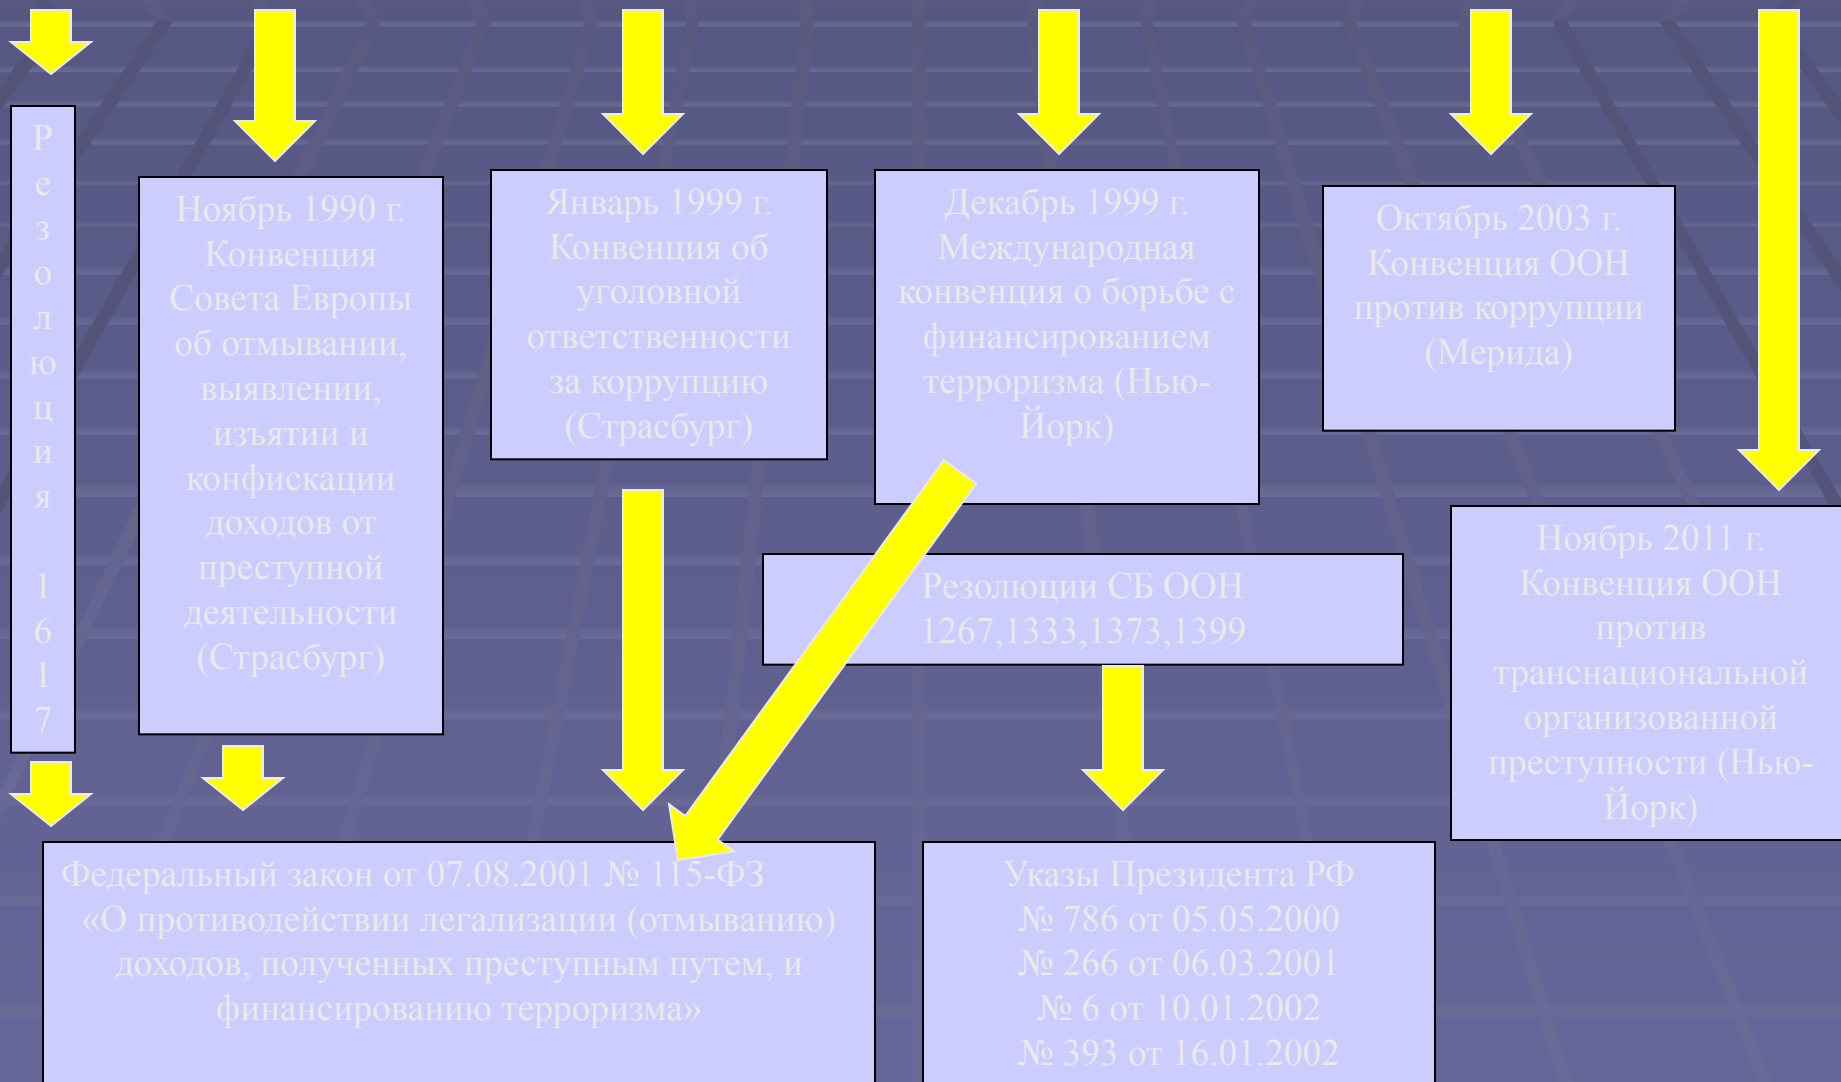 Р
е
з
о
л
ю
ц
и
я
1
6
1
7
Ноябрь 1990 г.
Конвенция
Совета Европы
об отмывании,
выявлении,
изъятии и
конфискации
доходов от
преступной
деятельности
(Страсбург)
Январь 1999 г.
Конвенция об
уголовной
ответственности
за коррупцию
(Страсбург)
Декабрь 1999 г.
Международная
конвенция о борьбе с
финансированием
терроризма (Нью-
Йорк)
Октябрь 2003 г.
Конвенция ООН
против коррупции
(Мерида)
Резолюции СБ ООН
1267,1333,1373,1399
Ноябрь 2011 г.
Конвенция ООН
против
транснациональной
организованной
преступности (Нью-
Йорк)
Федеральный закон от 07.08.2001 № 115-ФЗ
«О противодействии легализации (отмыванию)
доходов, полученных преступным путем, и
финансированию терроризма»
Указы Президента РФ
№ 786 от 05.05.2000
№ 266 от 06.03.2001
№ 6 от 10.01.2002
№ 393 от 16.01.2002